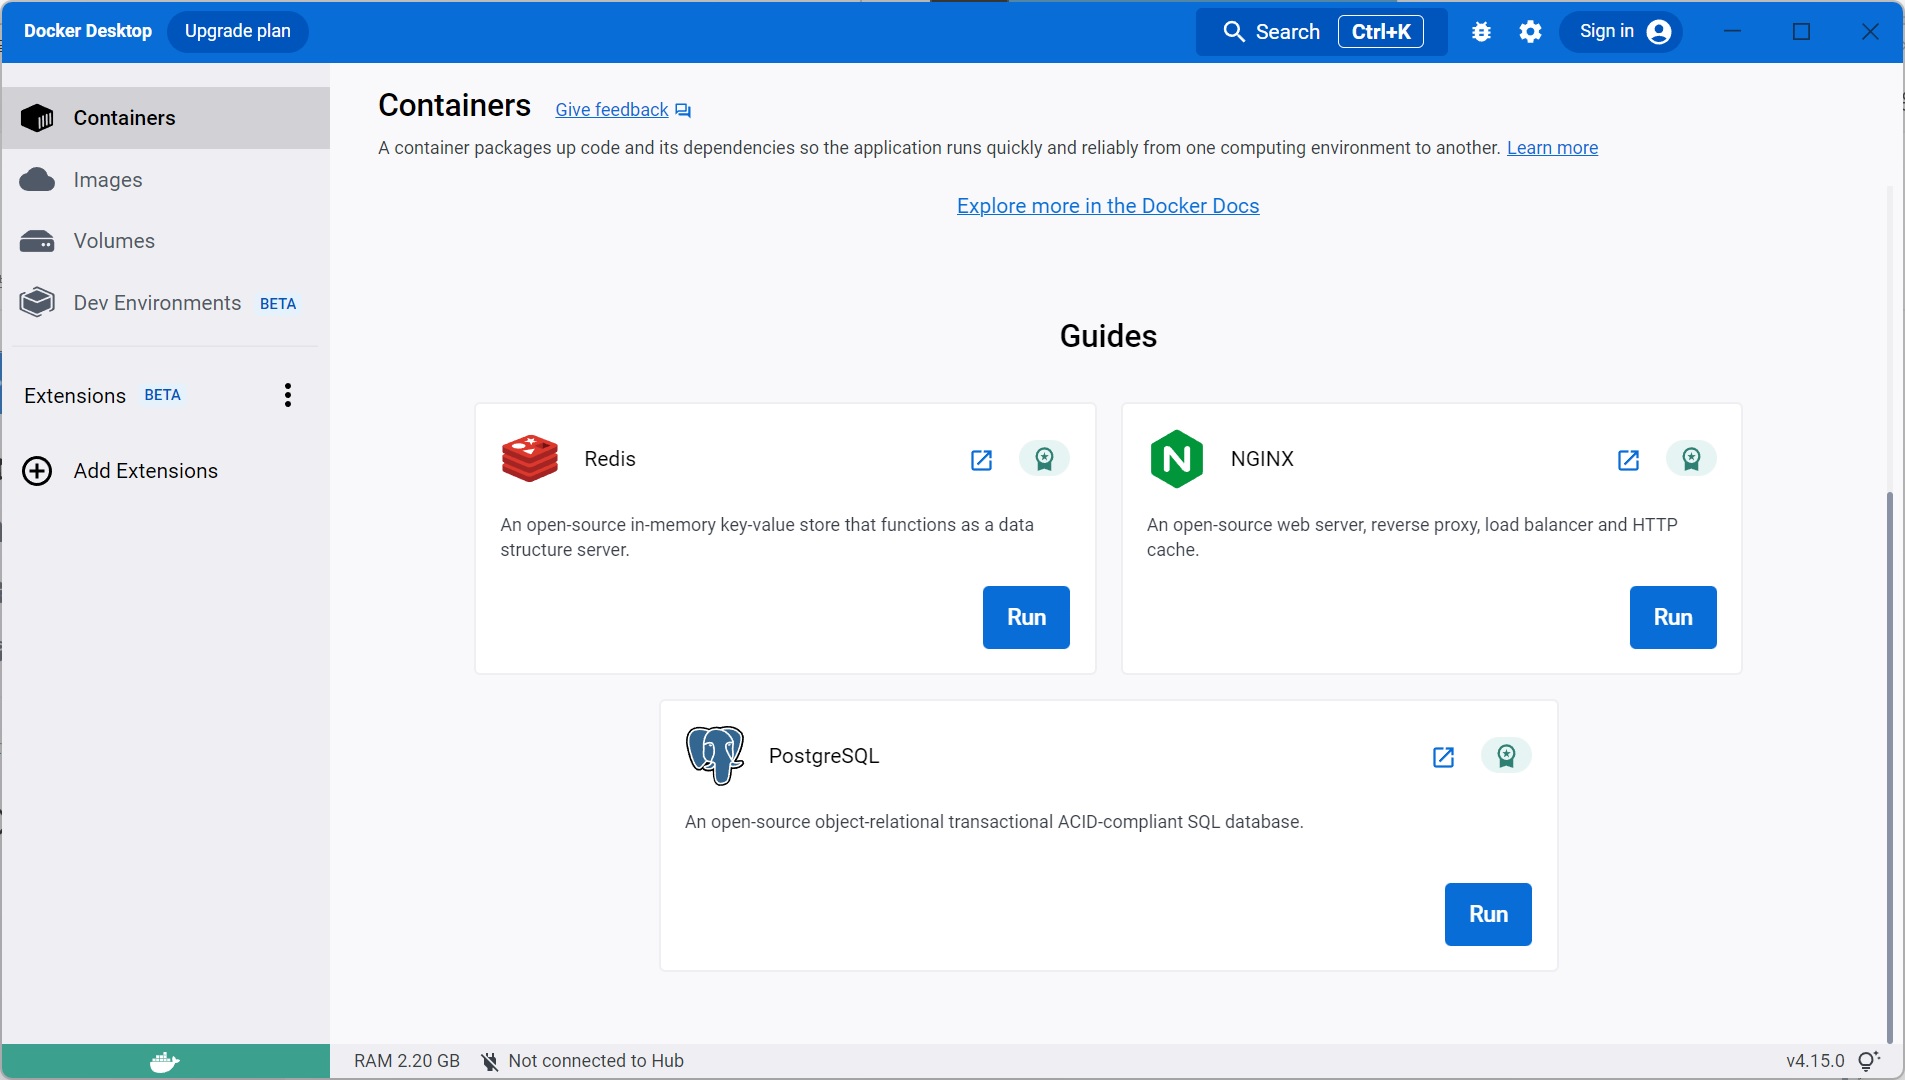 Docker Desktop
Upgrade plan
Search
Ctrl+K
Sign in
Containers
Images
Volumes
Dev Environments BETA
Extensions BETA
Add Extensions
Containers
Give feedback
A container packages up code and its dependencies so the application runs quickly and reliably from one computing environment to another. Learn more
Explore more in the Docker Docs
Guides
Redis
An open-source in-memory key-value store that functions as a data
structure server.
Run
NGINX
An open-source web server, reverse proxy, load balancer and HTTP
cache.
Run
PostgreSQL
An open-source object-relational transactional ACID-compliant SQL database.
Run
RAM 2.20 GB
Not connected to Hub
v4.15.0